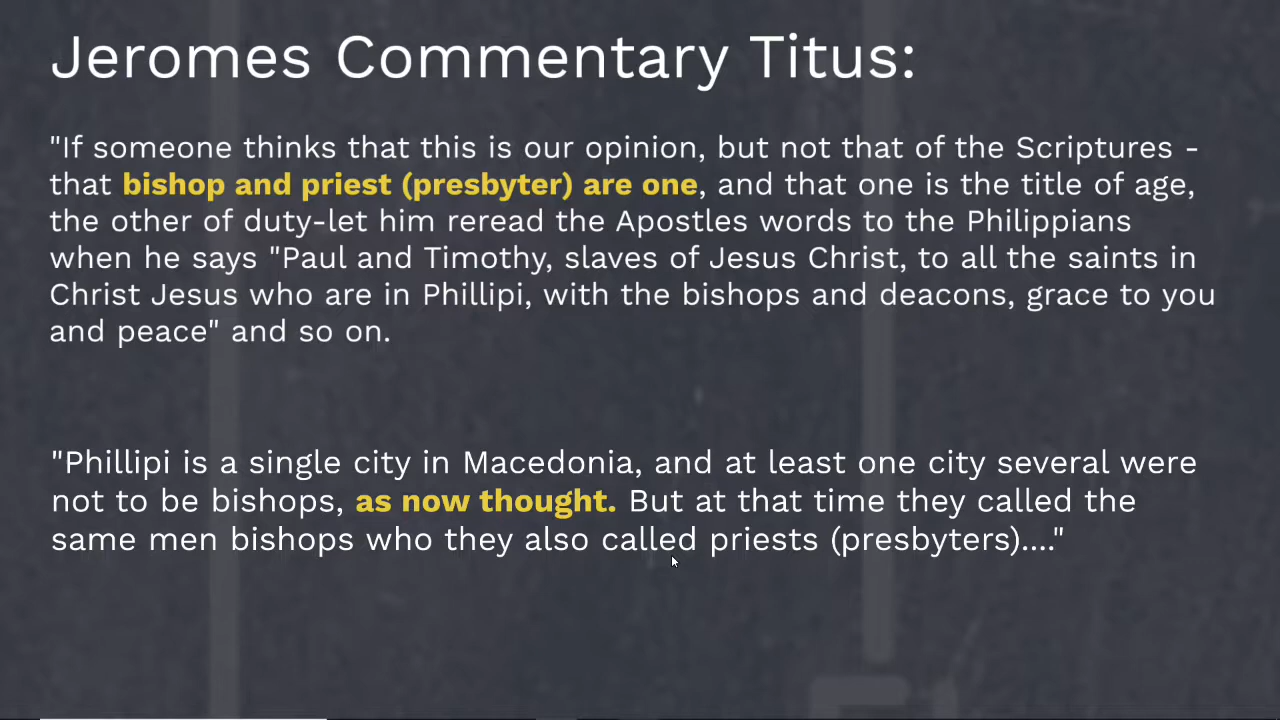 Jeromes Commentary Titus:
"If someone thinks that this is our opinion, but not that of the Scriptures -
that bishop and priest (presbyter) are one, and that one is the title of age,
the other of duty-let him reread the Apostles words to the Philippians
when he says "Paul and Timothy, slaves of Jesus Christ, to all the saints in
Christ Jesus who are in Phillipi, with the bishops and deacons, grace to you
and peace" and so on.
"Phillipi is a single city in Macedonia, and at least one city several were
not to be bishops, as now thought. But at that time they called the
same men bishops who they also called priests (presbyters)...."